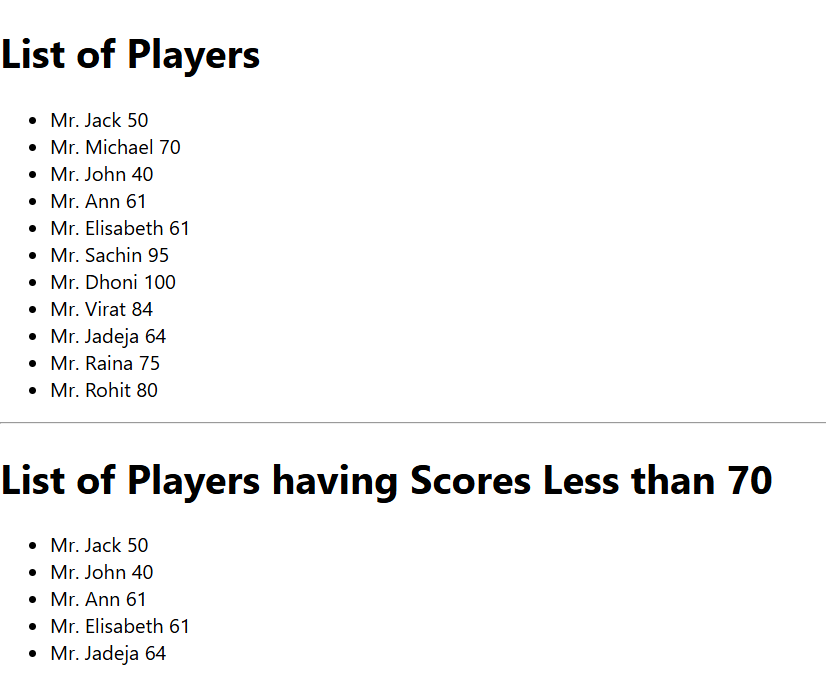 List of Players
Mr. Jack 50
Mr. Michael 70
Mr. John 40
Mr. Ann 61
Mr. Elisabeth 61
Mr. Sachin 95
Mr. Dhoni 100
Mr. Virat 84
Mr. Jadeja 64
Mr. Raina 75
Mr. Rohit 80
List of Players having Scores Less than 70
Mr. Jack 50
Mr. John 40
Mr. Ann 61
Mr. Elisabeth 61
Mr. Jadeja 64